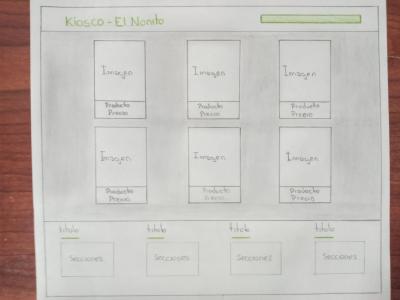 Kiosco - El Nonito
Imagen Imagen Imagen
Producto Producto Producto
Precio Precio Precio
Imagen Imagen Imagen
Producto Producto Producto
Precio Precio Precio
titulo titulo titulo titulo
Secciones Secciones Secciones Secciones